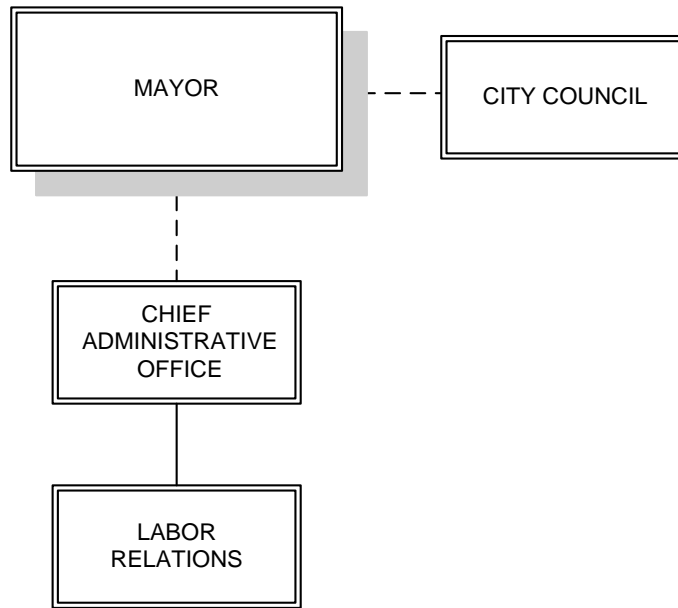 MAYOR
CITY COUNCIL
CHIEF
ADMINISTRATIVE
OFFICE
LABOR
RELATIONS